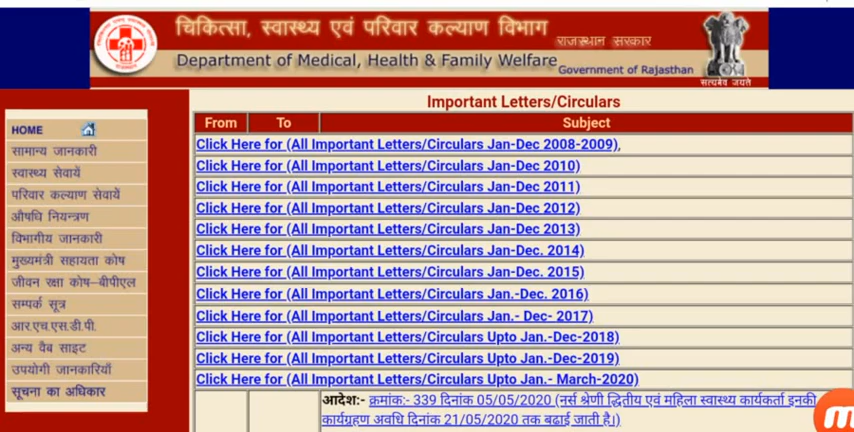 चिकित्सा, स्वास्थ्य एवं परिवार कल्याण विभाग
राजस्थान सरकार
Department of Medical, Health & Family Welfare
Government of Rajasthan
सत्यमेव जयते
Important Letters/Circulars
From To Subject
HOME
सामान्य जानकारी
स्वास्थ्य सेवायें
परिवार कल्याण सेवायें
औषधि नियन्त्रण
विभागीय जानकारी
मुख्यमंत्री सहायता कोष
जीवन रक्षा कोष–बीपीएल
सम्पर्क सूत्र
आर.एच.एस.डी.पी.
अन्य वैब साइट
उपयोगी जानकारियाँ
सूचना का अधिकार
Click Here for (All Important Letters/Circulars Jan-Dec 2008-2009),
Click Here for (All Important Letters/Circulars Jan-Dec 2010)
Click Here for (All Important Letters/Circulars Jan-Dec 2011)
Click Here for (All Important Letters/Circulars Jan-Dec 2012)
Click Here for (All Important Letters/Circulars Jan-Dec 2013)
Click Here for (All Important Letters/Circulars Jan-Dec. 2014)
Click Here for (All Important Letters/Circulars Jan-Dec. 2015)
Click Here for (All Important Letters/Circulars Jan.-Dec. 2016)
Click Here for (All Important Letters/Circulars Jan.- Dec- 2017)
Click Here for (All Important Letters/Circulars Upto Jan.-Dec-2018)
Click Here for (All Important Letters/Circulars Upto Jan.-Dec-2019)
Click Here for (All Important Letters/Circulars Upto Jan.- March-2020)
आदेश:- क्रमांक:- 339 दिनांक 05/05/2020 (नर्स श्रेणी द्वितीय एवं महिला स्वास्थ्य कार्यकर्ता इनकी
कार्यग्रहण अवधि दिनांक 21/05/2020 तक बढाई जाती है।)